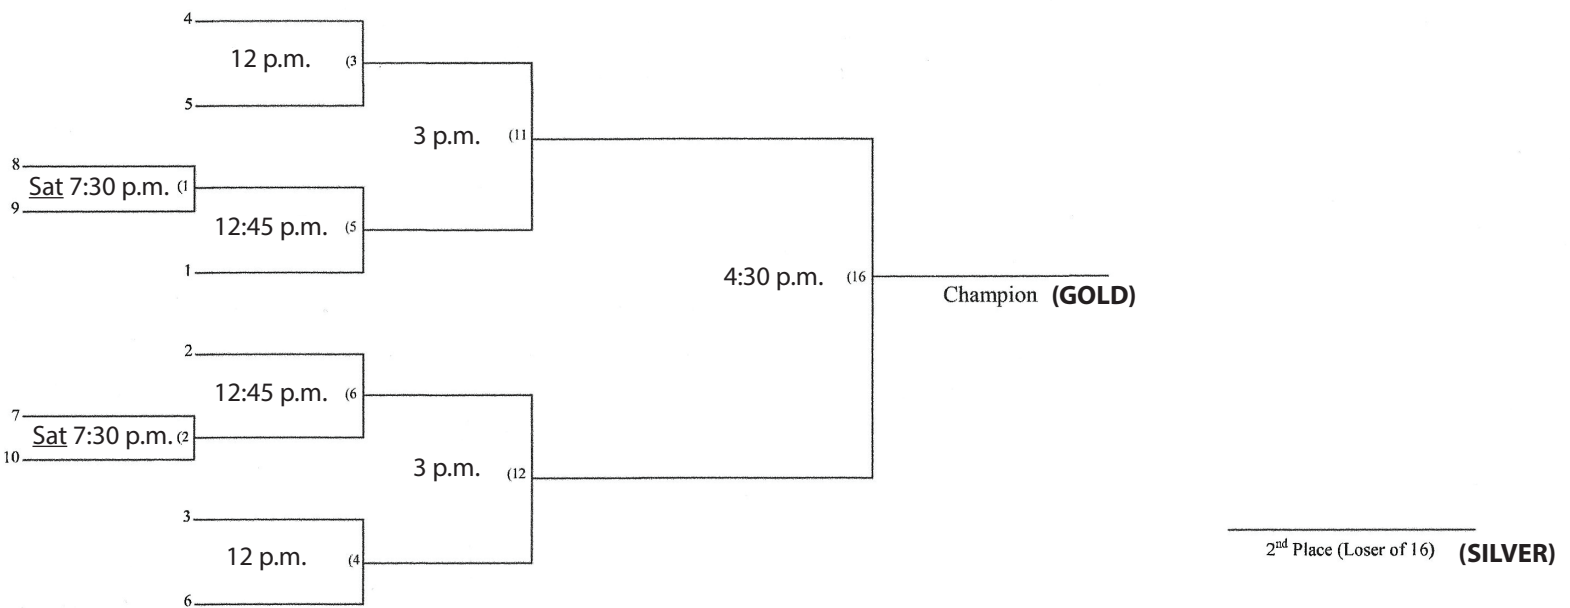 4
12 p.m. (3
5
3 p.m. (11
8
Sat 7:30 p.m. (1
9
12:45 p.m. (5
1
4:30 p.m. (16
Champion (GOLD)
2
12:45 p.m. (6
7
Sat 7:30 p.m. (2
10
3 p.m. (12
3
12 p.m. (4
6
2nd Place (Loser of 16) (SILVER)